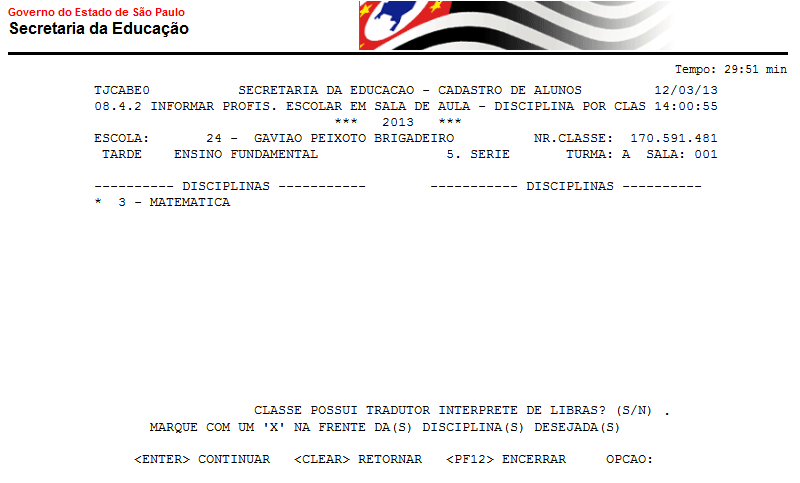 Governo do Estado de São Paulo
Secretaria da Educação
Tempo: 29:51 min
TJCABE0 SECRETARIA DA EDUCACAO - CADASTRO DE ALUNOS 12/03/13
08.4.2 INFORMAR PROFIS. ESCOLAR EM SALA DE AULA - DISCIPLINA POR CLAS 14:00:55
*** 2013 ***
ESCOLA: 24 - GAVIAO PEIXOTO BRIGADEIRO NR.CLASSE: 170.591.481
TARDE ENSINO FUNDAMENTAL 5. SERIE TURMA: A SALA: 001
---------- DISCIPLINAS ----------- ----------- DISCIPLINAS ----------
* 3 - MATEMATICA
CLASSE POSSUI TRADUTOR INTERPRETE DE LIBRAS? (S/N) .
MARQUE COM UM 'X' NA FRENTE DA(S) DISCIPLINA(S) DESEJADA(S)
<ENTER> CONTINUAR <CLEAR> RETORNAR <PF12> ENCERRAR OPCAO: